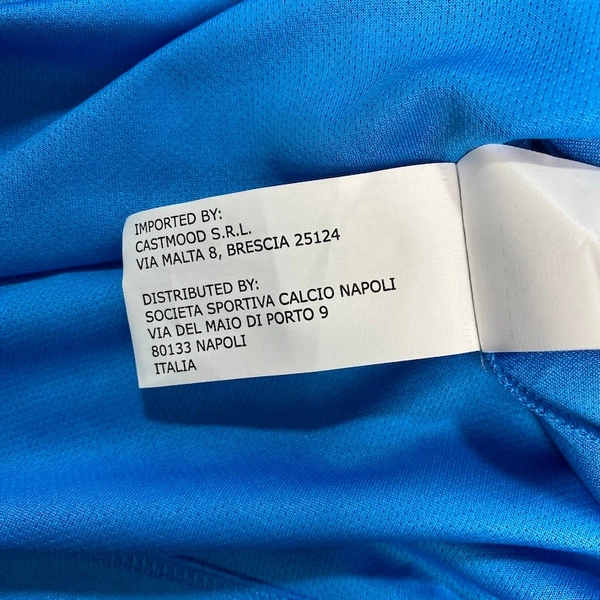 IMPORTED BY:
CASTMOOD S.R.L.
VIA MALTA 8, BRESCIA 25124
DISTRIBUTED BY:
SOCIETA SPORTIVA CALCIO NAPOLI
VIA DEL MAIO DI PORTO 9
80133 NAPOLI
ITALIA